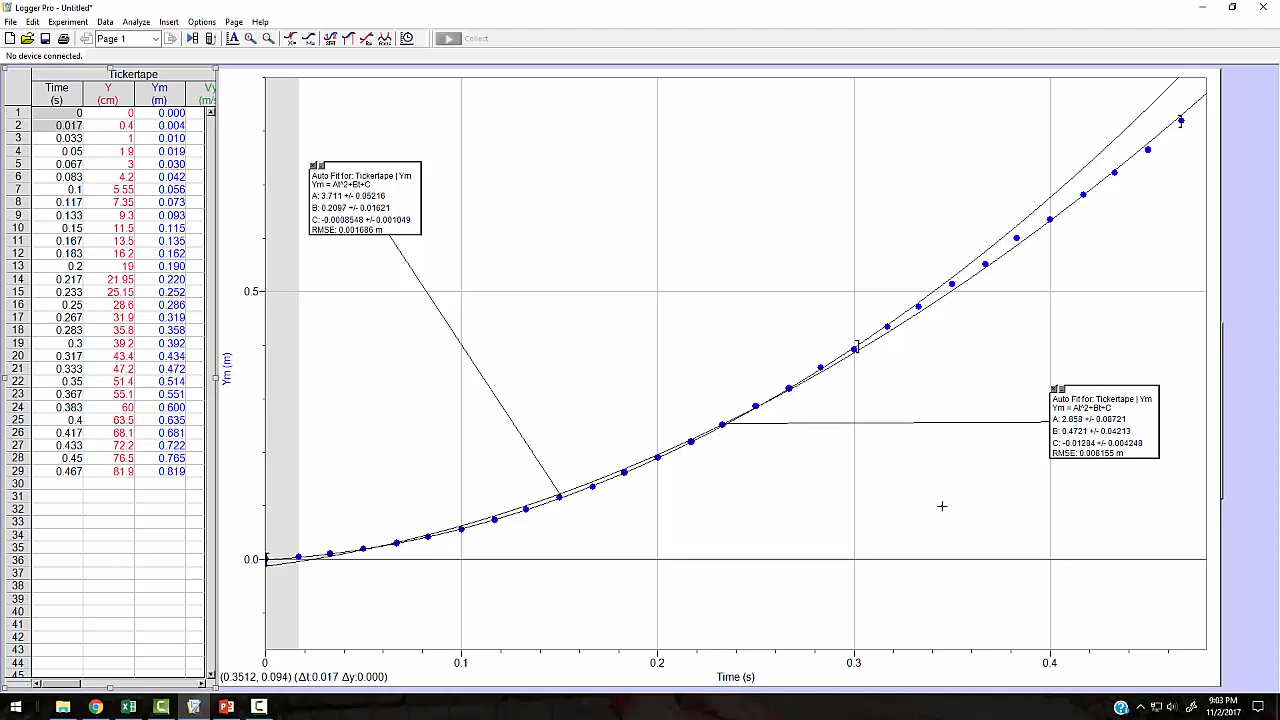 Logger Pro - Untitled*
File Edit Experiment Data Analyze Insert Options Page Help
Page 1 Collect
No device connected.
Tickertape
Time Y Ym Vy
(s) (cm) (m) (m/s
1 0 0 0.000
2 0.017 0.4 0.004
3 0.033 1 0.010
4 0.05 1.9 0.019
5 0.067 3 0.030
6 0.083 4.2 0.042
7 0.1 5.55 0.056
8 0.117 7.35 0.073
9 0.133 9.3 0.093
10 0.15 11.5 0.115
11 0.167 13.5 0.135
12 0.183 16.2 0.162
13 0.2 19 0.190
14 0.217 21.95 0.220
15 0.233 25.15 0.252
16 0.25 28.6 0.286
17 0.267 31.9 0.319
18 0.283 35.8 0.358
19 0.3 39.2 0.392
20 0.317 43.4 0.434
21 0.333 47.2 0.472
22 0.35 51.4 0.514
23 0.367 55.1 0.551
24 0.383 60 0.600
25 0.4 63.5 0.635
26 0.417 68.1 0.681
27 0.433 72.2 0.722
28 0.45 76.5 0.765
29 0.467 81.9 0.819
30
31
32
33
34
35
36
37
38
39
40
41
42
43
44
45
Auto Fit for: Tickertape | Ym
Ym = At^2+Bt+C
A: 3.711 +/- 0.05216
B: 0.2097 +/- 0.01621
C: -0.0008548 +/- 0.001049
RMSE: 0.001686 m
Auto Fit for: Tickertape | Ym
Ym = At^2+Bt+C
A: 2.858 +/- 0.08721
B: 0.4721 +/- 0.04213
C: -0.01284 +/- 0.004248
RMSE: 0.008155 m
0.5
Ym (m)
0.0
0 0.1 0.2 0.3 0.4
(0.3512, 0.094) (Δt:0.017 Δy:0.000)
Time (s)
9:03 PM
11/2/2017